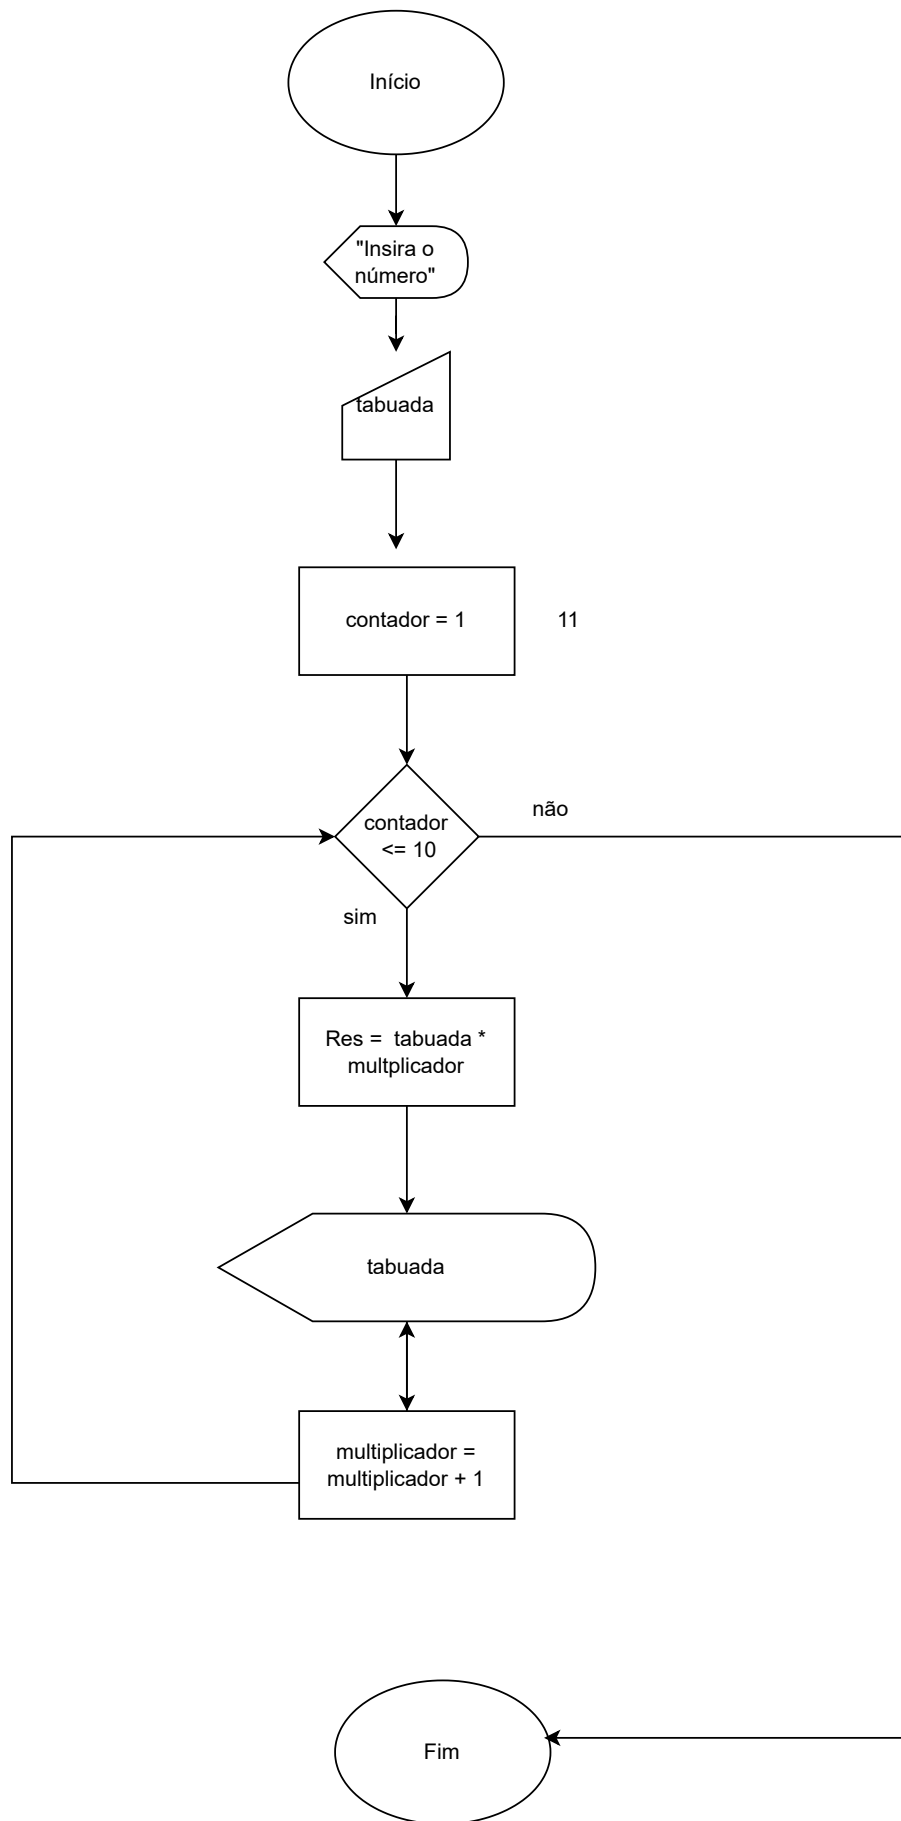 Início
"Insira o
número"
tabuada
contador = 1
11
contador
<= 10
não
sim
Res =  tabuada *
multplicador
tabuada
multiplicador =
multiplicador + 1
Fim